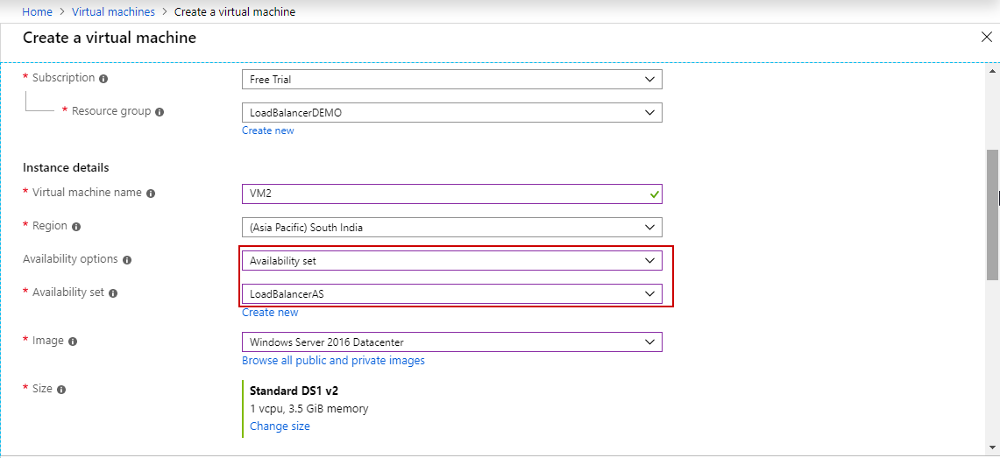 Home > Virtual machines > Create a virtual machine
Create a virtual machine
* Subscription Free Trial
* Resource group LoadBalancerDEMO
Create new
Instance details
* Virtual machine name VM2
* Region (Asia Pacific) South India
Availability options Availability set
* Availability set LoadBalancerAS
Create new
* Image Windows Server 2016 Datacenter
Browse all public and private images
* Size Standard DS1 v2
1 vcpu, 3.5 GiB memory
Change size